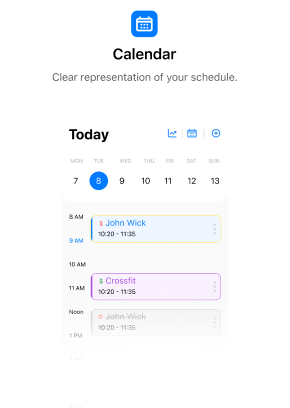 Calendar
Clear representation of your schedule.
Today
MON TUE WED THU FRI SAT SUN
7 8 9 10 11 12 13
8 AM
$ John Wick
10:20 - 11:35
9 AM
10 AM
$ Crossfit
11 AM
10:20 - 11:35
Noon
John Wick
10:20 - 11:35
1 PM